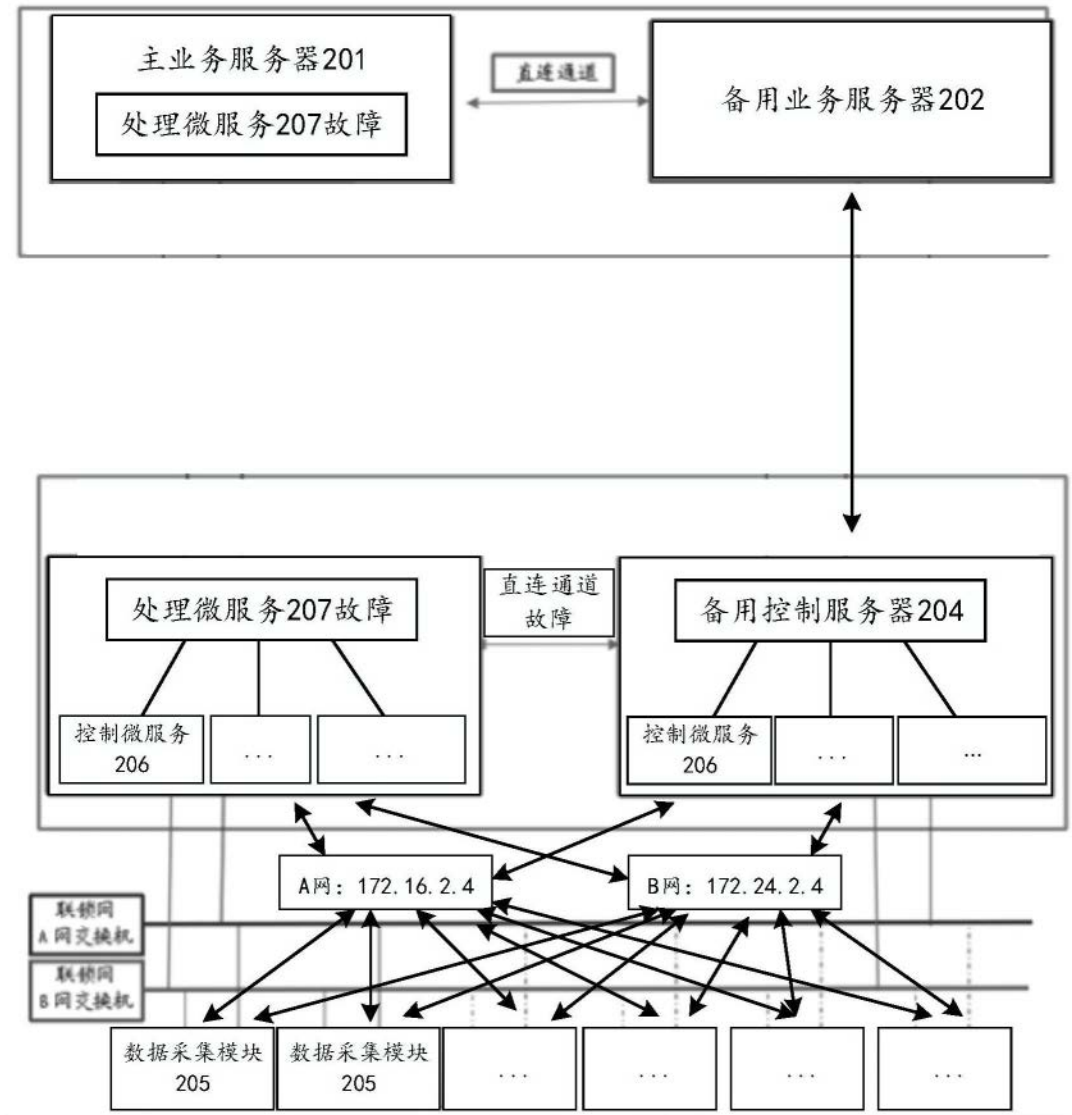 主业务服务器201
处理微服务207故障
直连通道
备用业务服务器202
处理微服务207故障
控制微服务
206
...
...
直连通道
故障
备用控制服务器204
控制微服务
206
...
...
A网：172.16.2.4
B网：172.24.2.4
联锁网
A网交换机
联锁网
B网交换机
数据采集模块
205
数据采集模块
205
...
...
...
...